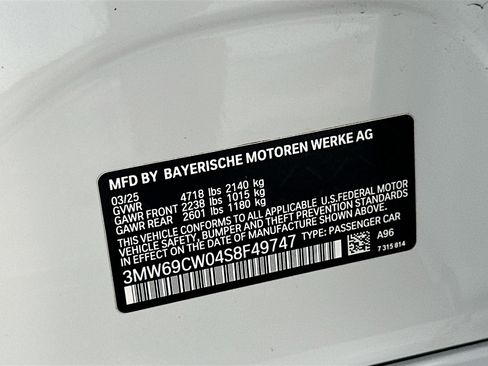 MFD BY BAYERISCHE MOTOREN WERKE AG
03/25
GVWR 4718 lbs 2140 kg
GAWR FRONT 2238 lbs 1015 kg
GAWR REAR 2601 lbs 1180 kg
THIS VEHICLE CONFORMS TO ALL APPLICABLE U.S.FEDERAL MOTOR
VEHICLE SAFETY, BUMPER AND THEFT PREVENTION STANDARDS
IN EFFECT ON THE DATE OF MANUFACTURE SHOWN ABOVE.
3MW69CW04S8F49747 TYPE: PASSENGER CAR
A96
7 315 814